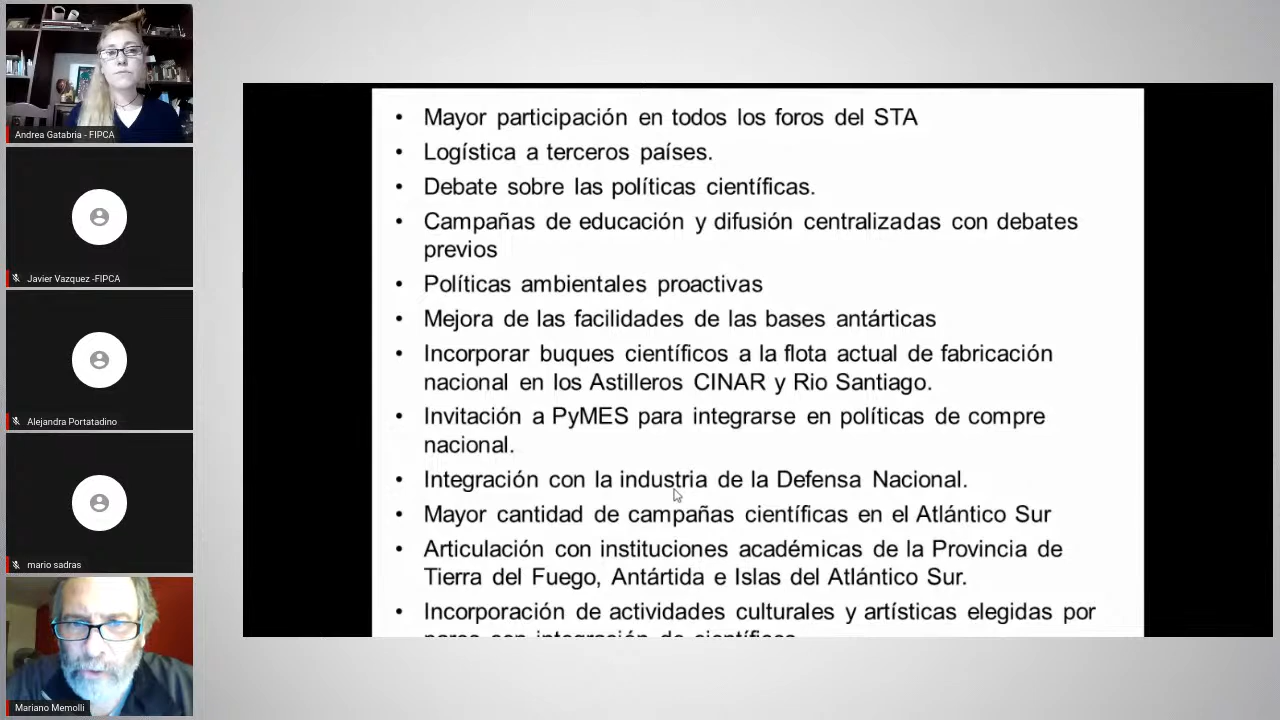 Andrea Gatabria - FIPCA
Javier Vazquez -FIPCA
Alejandra Portatadino
mario sadras
Mariano Memolli
• Mayor participación en todos los foros del STA
• Logística a terceros países.
• Debate sobre las políticas científicas.
• Campañas de educación y difusión centralizadas con debates
previos
• Políticas ambientales proactivas
• Mejora de las facilidades de las bases antárticas
• Incorporar buques científicos a la flota actual de fabricación
nacional en los Astilleros CINAR y Rio Santiago.
• Invitación a PyMES para integrarse en políticas de compre
nacional.
• Integración con la industria de la Defensa Nacional.
• Mayor cantidad de campañas científicas en el Atlántico Sur
• Articulación con instituciones académicas de la Provincia de
Tierra del Fuego, Antártida e Islas del Atlántico Sur.
• Incorporación de actividades culturales y artísticas elegidas por
pares con integración de científicos